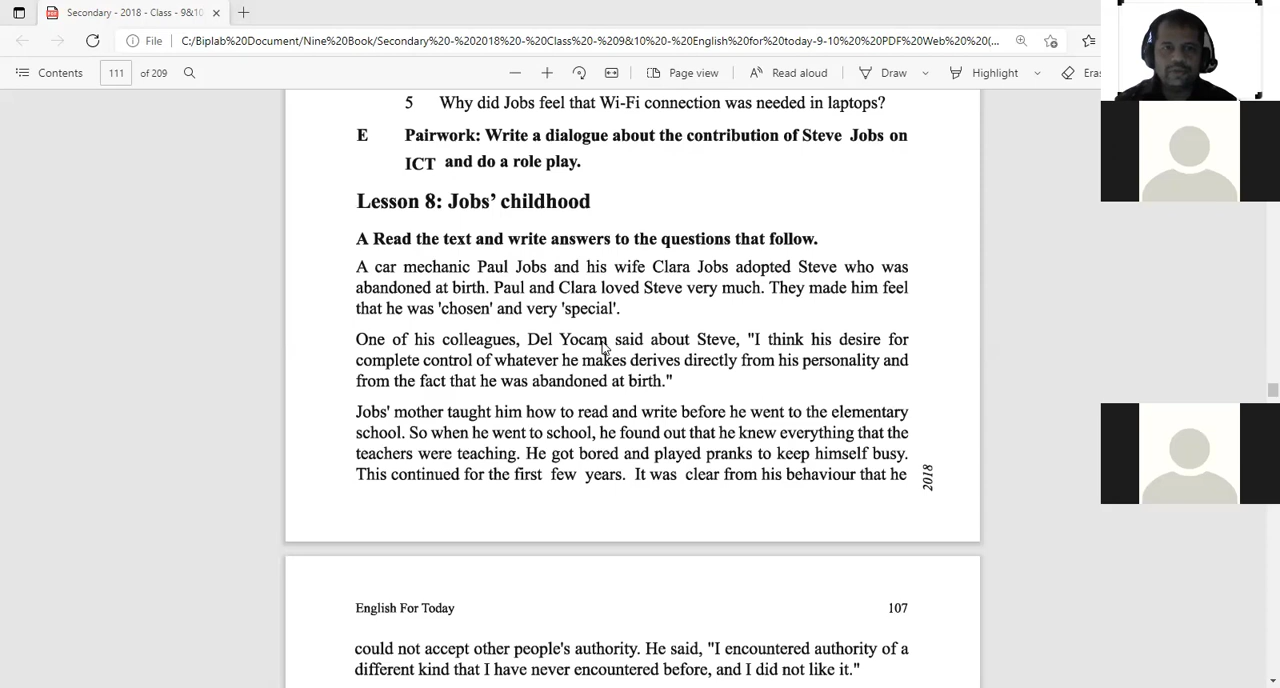 Secondary - 2018 - Class - 9&10
File
C:/Biplab%20Document/Nine%20Book/Secondary%20-%202018%20-%20Class%20-%209&10%20-%20English%20for%20today-9-10%20%20PDF%20Web%20%20(...
Contents
111
of 209
Page view
Read aloud
Draw
Highlight
Eras
5 Why did Jobs feel that Wi-Fi connection was needed in laptops?
E Pairwork: Write a dialogue about the contribution of Steve Jobs on
ICT and do a role play.
Lesson 8: Jobs’ childhood
A Read the text and write answers to the questions that follow.
A car mechanic Paul Jobs and his wife Clara Jobs adopted Steve who was
abandoned at birth. Paul and Clara loved Steve very much. They made him feel
that he was 'chosen' and very 'special'.
One of his colleagues, Del Yocam said about Steve, "I think his desire for
complete control of whatever he makes derives directly from his personality and
from the fact that he was abandoned at birth."
Jobs' mother taught him how to read and write before he went to the elementary
school. So when he went to school, he found out that he knew everything that the
teachers were teaching. He got bored and played pranks to keep himself busy.
This continued for the first few years. It was clear from his behaviour that he
2018
English For Today 107
could not accept other people's authority. He said, "I encountered authority of a
different kind that I have never encountered before, and I did not like it."